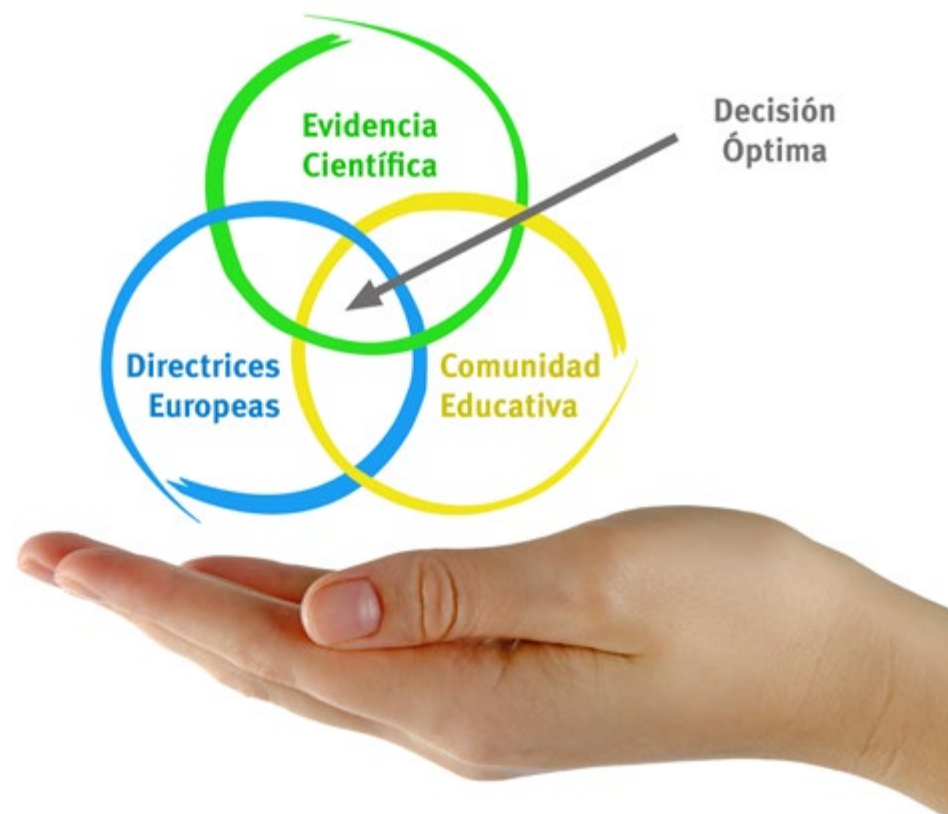 Evidencia
Científica
Decisión
Óptima
Directrices
Europeas
Comunidad
Educativa